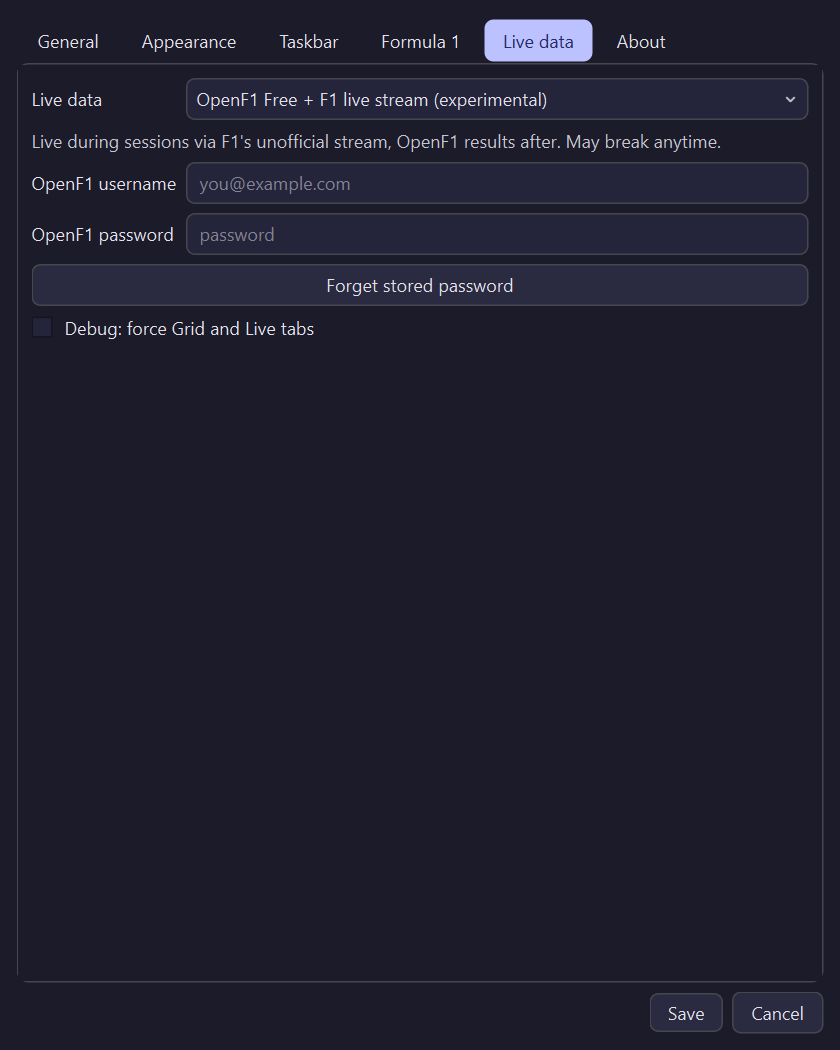 General Appearance Taskbar Formula 1 Live data About
Live data OpenF1 Free + F1 live stream (experimental)
Live during sessions via F1's unofficial stream, OpenF1 results after. May break anytime.
OpenF1 username you@example.com
OpenF1 password password
Forget stored password
Debug: force Grid and Live tabs
Save Cancel